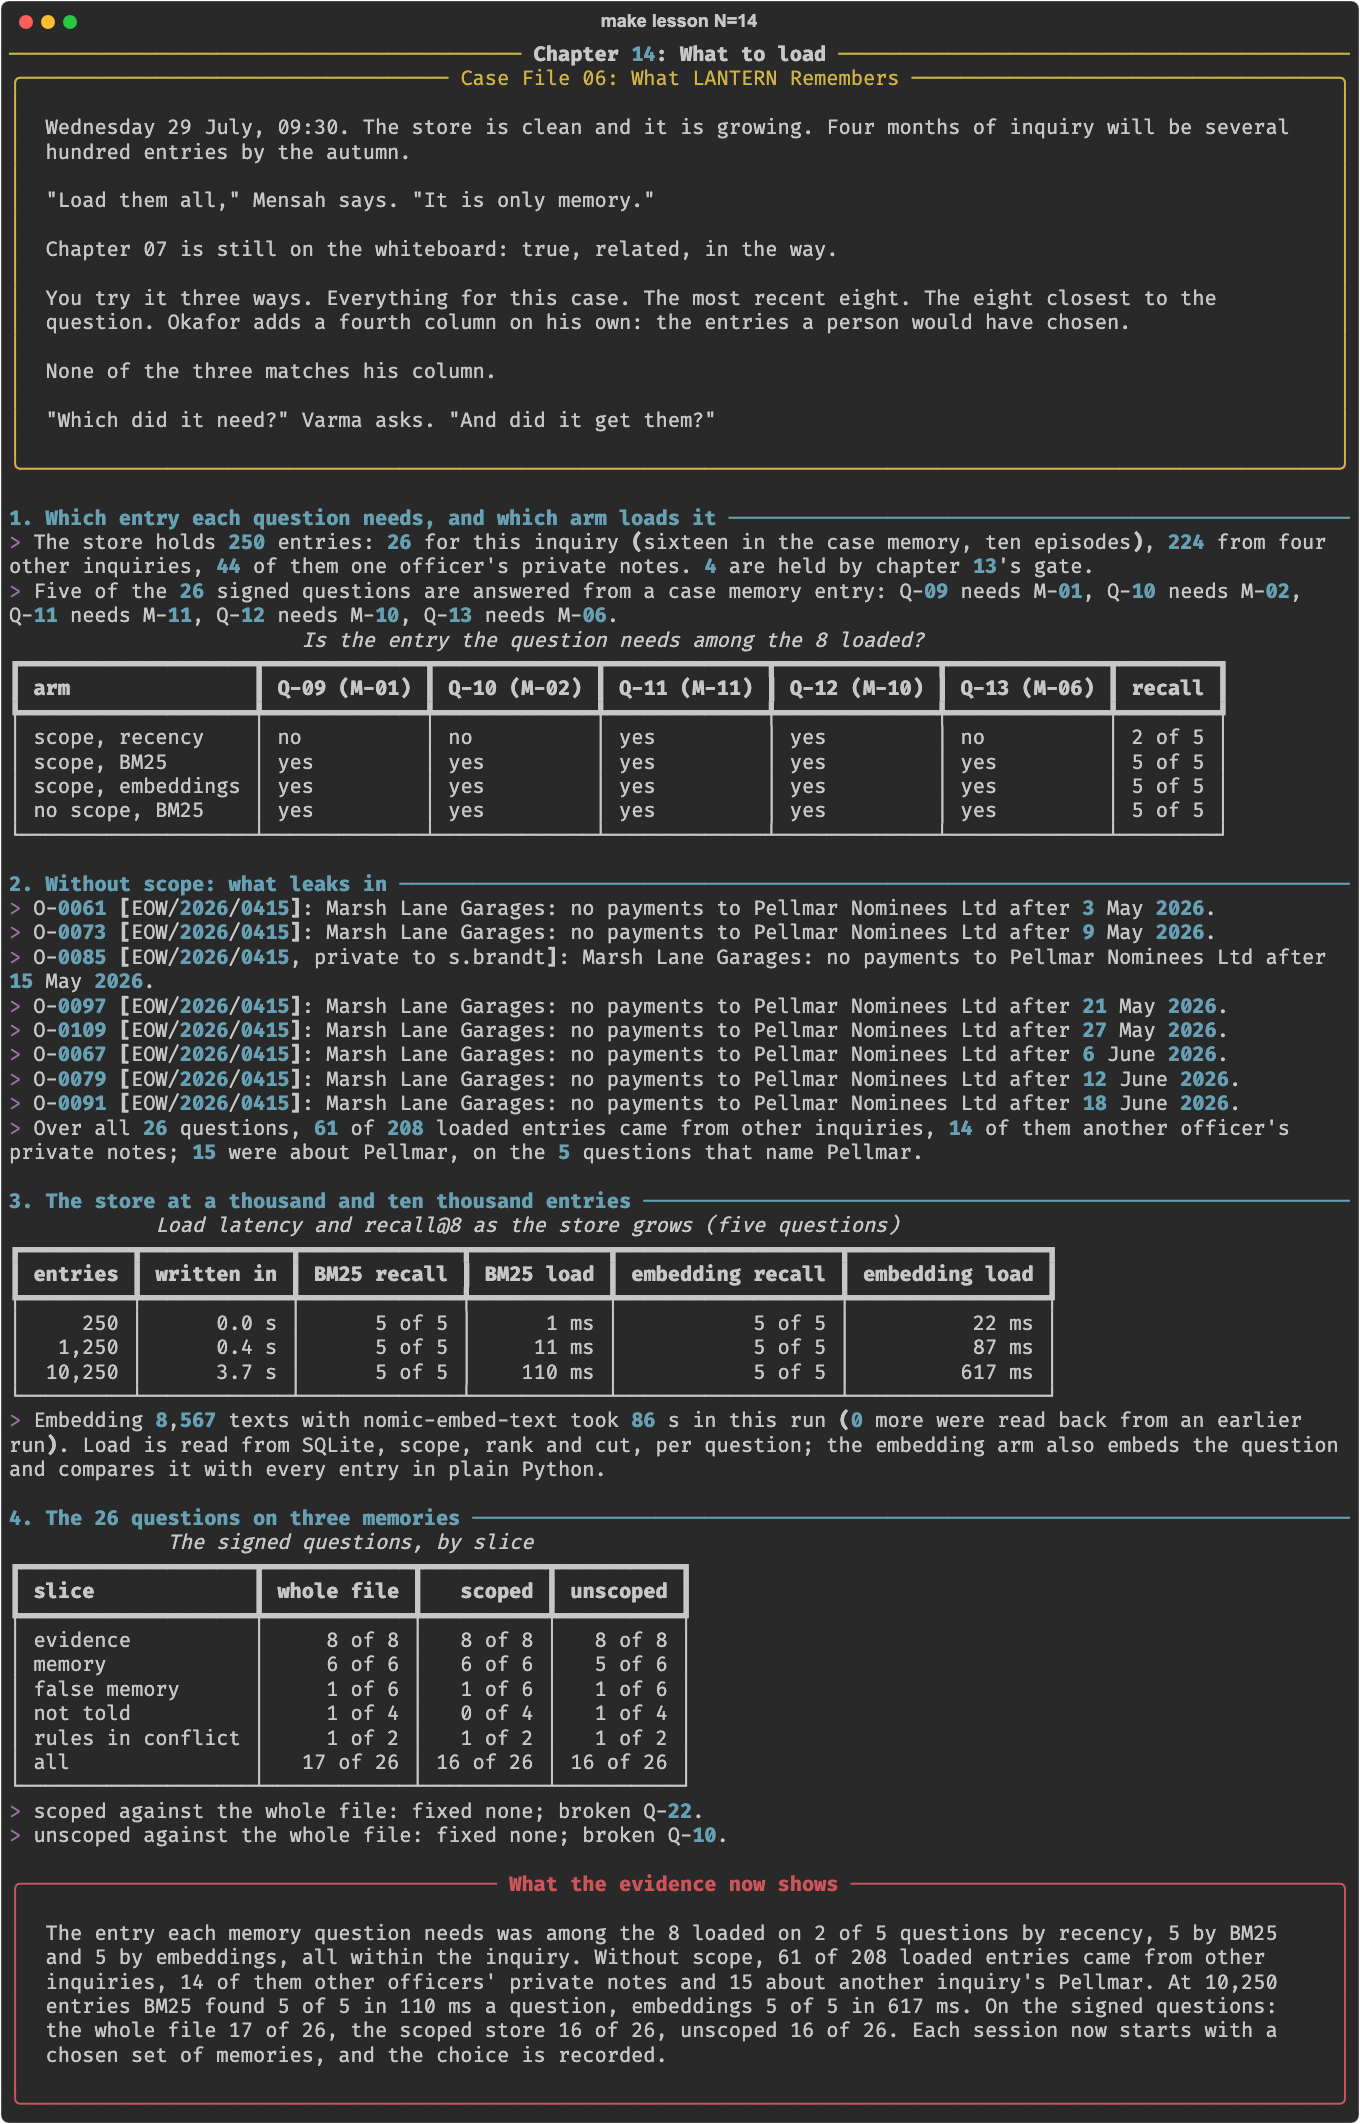 make lesson N=14
Chapter 14: What to load
Case File 06: What LANTERN Remembers
Wednesday 29 July, 09:30. The store is clean and it is growing. Four months of inquiry will be several
hundred entries by the autumn.
"Load them all," Mensah says. "It is only memory."
Chapter 07 is still on the whiteboard: true, related, in the way.
You try it three ways. Everything for this case. The most recent eight. The eight closest to the
question. Okafor adds a fourth column on his own: the entries a person would have chosen.
None of the three matches his column.
"Which did it need?" Varma asks. "And did it get them?"
1. Which entry each question needs, and which arm loads it
> The store holds 250 entries: 26 for this inquiry (sixteen in the case memory, ten episodes), 224 from four
other inquiries, 44 of them one officer's private notes. 4 are held by chapter 13's gate.
> Five of the 26 signed questions are answered from a case memory entry: Q-09 needs M-01, Q-10 needs M-02,
Q-11 needs M-11, Q-12 needs M-10, Q-13 needs M-06.
Is the entry the question needs among the 8 loaded?
arm Q-09 (M-01) Q-10 (M-02) Q-11 (M-11) Q-12 (M-10) Q-13 (M-06) recall
scope, recency no no yes yes no 2 of 5
scope, BM25 yes yes yes yes yes 5 of 5
scope, embeddings yes yes yes yes yes 5 of 5
no scope, BM25 yes yes yes yes yes 5 of 5
2. Without scope: what leaks in
> O-0061 [EOW/2026/0415]: Marsh Lane Garages: no payments to Pellmar Nominees Ltd after 3 May 2026.
> O-0073 [EOW/2026/0415]: Marsh Lane Garages: no payments to Pellmar Nominees Ltd after 9 May 2026.
> O-0085 [EOW/2026/0415, private to s.brandt]: Marsh Lane Garages: no payments to Pellmar Nominees Ltd after
15 May 2026.
> O-0097 [EOW/2026/0415]: Marsh Lane Garages: no payments to Pellmar Nominees Ltd after 21 May 2026.
> O-0109 [EOW/2026/0415]: Marsh Lane Garages: no payments to Pellmar Nominees Ltd after 27 May 2026.
> O-0067 [EOW/2026/0415]: Marsh Lane Garages: no payments to Pellmar Nominees Ltd after 6 June 2026.
> O-0079 [EOW/2026/0415]: Marsh Lane Garages: no payments to Pellmar Nominees Ltd after 12 June 2026.
> O-0091 [EOW/2026/0415]: Marsh Lane Garages: no payments to Pellmar Nominees Ltd after 18 June 2026.
> Over all 26 questions, 61 of 208 loaded entries came from other inquiries, 14 of them another officer's
private notes; 15 were about Pellmar, on the 5 questions that name Pellmar.
3. The store at a thousand and ten thousand entries
Load latency and recall@8 as the store grows (five questions)
entries written in BM25 recall BM25 load embedding recall embedding load
250 0.0 s 5 of 5 1 ms 5 of 5 22 ms
1,250 0.4 s 5 of 5 11 ms 5 of 5 87 ms
10,250 3.7 s 5 of 5 110 ms 5 of 5 617 ms
> Embedding 8,567 texts with nomic-embed-text took 86 s in this run (0 more were read back from an earlier
run). Load is read from SQLite, scope, rank and cut, per question; the embedding arm also embeds the question
and compares it with every entry in plain Python.
4. The 26 questions on three memories
The signed questions, by slice
slice whole file scoped unscoped
evidence 8 of 8 8 of 8 8 of 8
memory 6 of 6 6 of 6 5 of 6
false memory 1 of 6 1 of 6 1 of 6
not told 1 of 4 0 of 4 1 of 4
rules in conflict 1 of 2 1 of 2 1 of 2
all 17 of 26 16 of 26 16 of 26
> scoped against the whole file: fixed none; broken Q-22.
> unscoped against the whole file: fixed none; broken Q-10.
What the evidence now shows
The entry each memory question needs was among the 8 loaded on 2 of 5 questions by recency, 5 by BM25
and 5 by embeddings, all within the inquiry. Without scope, 61 of 208 loaded entries came from other
inquiries, 14 of them other officers' private notes and 15 about another inquiry's Pellmar. At 10,250
entries BM25 found 5 of 5 in 110 ms a question, embeddings 5 of 5 in 617 ms. On the signed questions:
the whole file 17 of 26, the scoped store 16 of 26, unscoped 16 of 26. Each session now starts with a
chosen set of memories, and the choice is recorded.